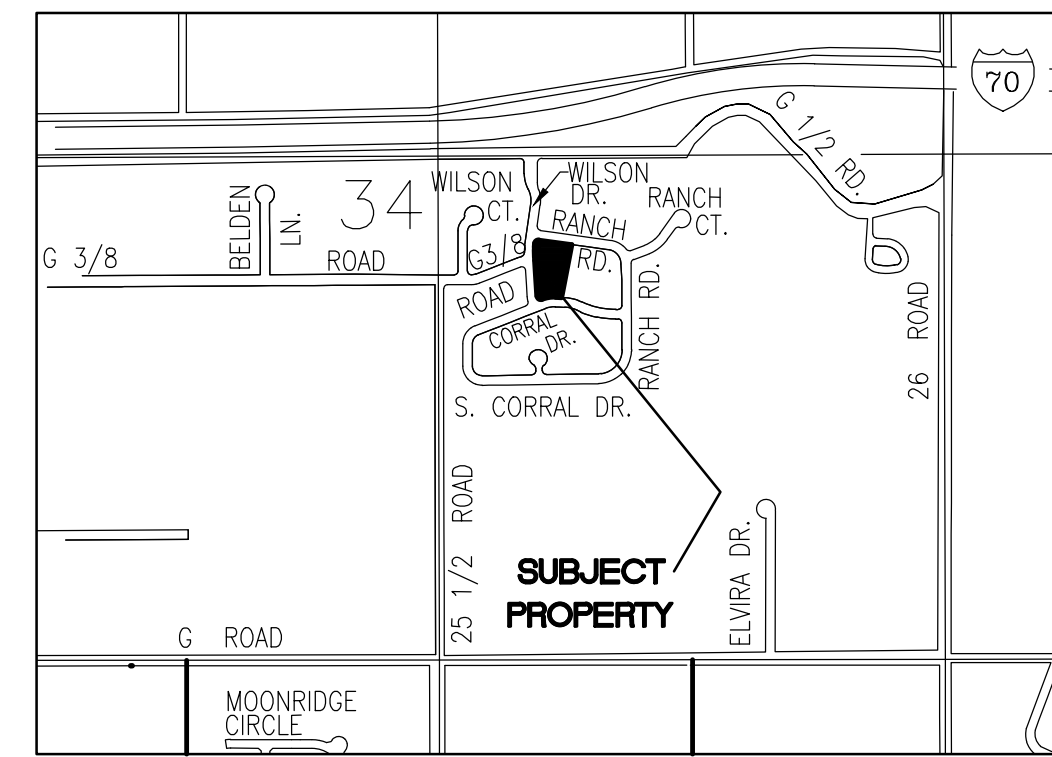 70
G 1/2 RD.
34
WILSON
CT.
WILSON
DR.
RANCH
CT.
BELDEN
LN.
RANCH
RD.
G 3/8
ROAD
G3/8
ROAD
RANCH RD.
CORRAL
DR.
26 ROAD
S. CORRAL DR.
25 1/2 ROAD
SUBJECT
PROPERTY
ELVIRA DR.
G ROAD
MOONRIDGE
CIRCLE